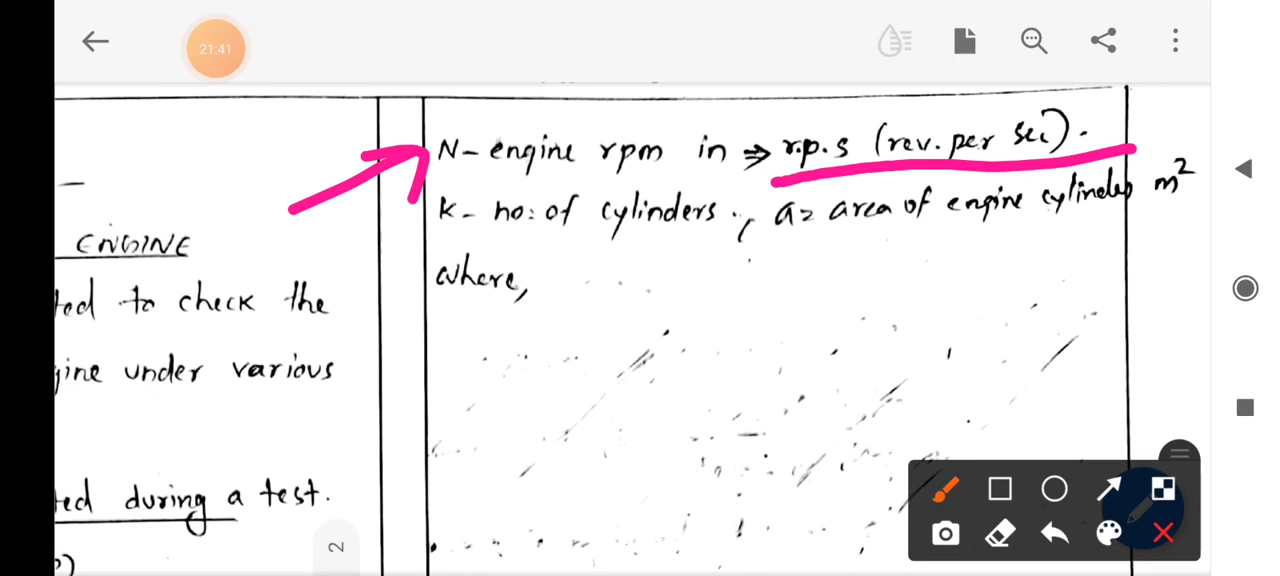 21:41
N- engine rpm in ⇒ r.p.s (rev. per sec).
K- no: of cylinders., a= area of engine cylinder m²
where,
ENGINE
ted to check the
gine under various
ted during a test.
2